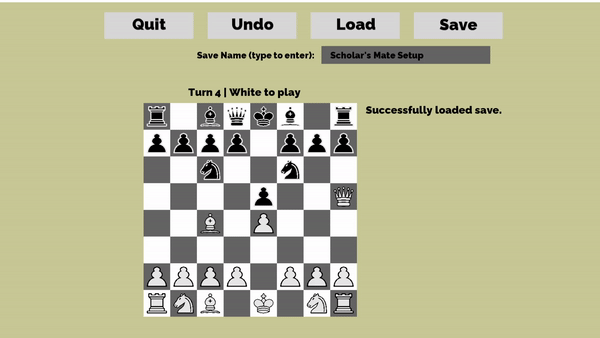 Quit
Undo
Load
Save
Save Name (type to enter): Scholar's Mate Setup
Turn 4 | White to play
Successfully loaded save.